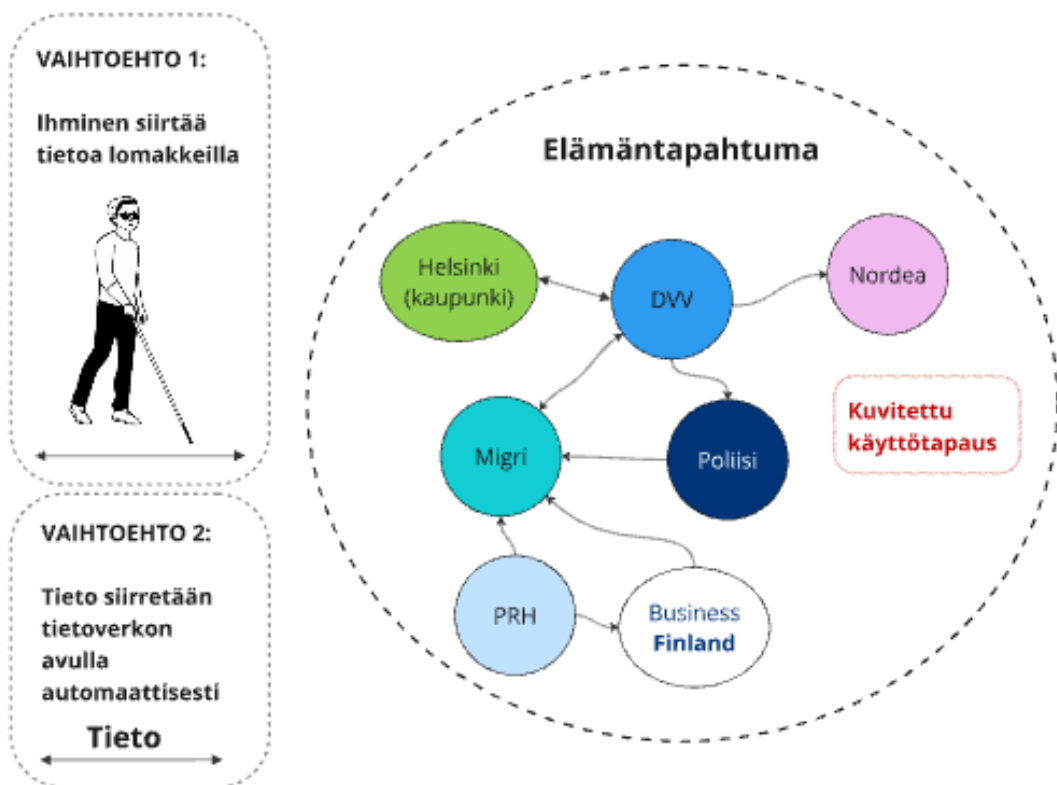 VAIHTOEHTO 1:
Ihminen siirtää
tietoa lomakkeilla
VAIHTOEHTO 2:
Tieto siirretään
tietoverkon
avulla
automaattisesti
Tieto
Elämäntapahtuma
Helsinki
(kaupunki)
DVV
Nordea
Kuvitettu
käyttötapaus
Migri
Poliisi
PRH
Business
Finland